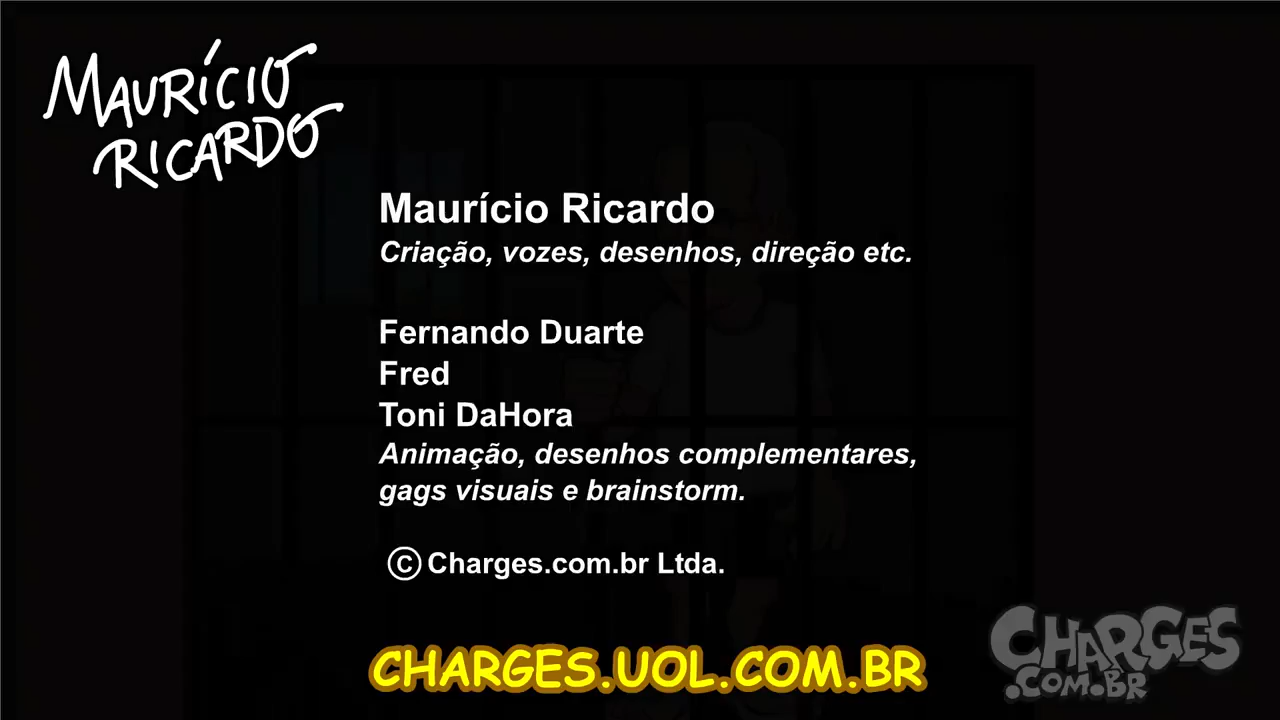 MAURÍCIO
RICARDO
Maurício Ricardo
Criação, vozes, desenhos, direção etc.
Fernando Duarte
Fred
Toni DaHora
Animação, desenhos complementares,
gags visuais e brainstorm.
© Charges.com.br Ltda.
CHARGES.UOL.COM.BR
CHARGES
.COM.BR